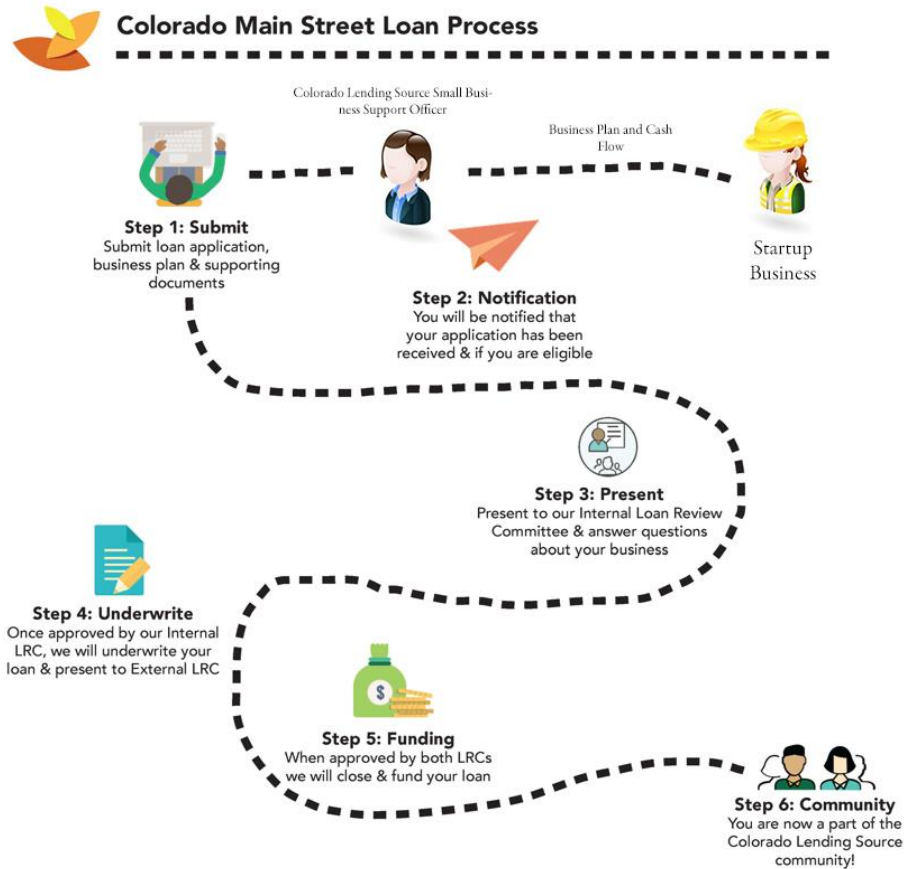 Colorado Main Street Loan Process
Colorado Lending Source Small Busi-
ness Support Officer
Business Plan and Cash
Flow
Step 1: Submit
Submit loan application,
business plan & supporting
documents
Startup
Business
Step 2: Notification
You will be notified that
your application has been
received & if you are eligible
Step 3: Present
Present to our Internal Loan Review
Committee & answer questions
about your business
Step 4: Underwrite
Once approved by our Internal
LRC, we will underwrite your
loan & present to External LRC
$
Step 5: Funding
When approved by both LRCs
we will close & fund your loan
Step 6: Community
You are now a part of the
Colorado Lending Source
community!